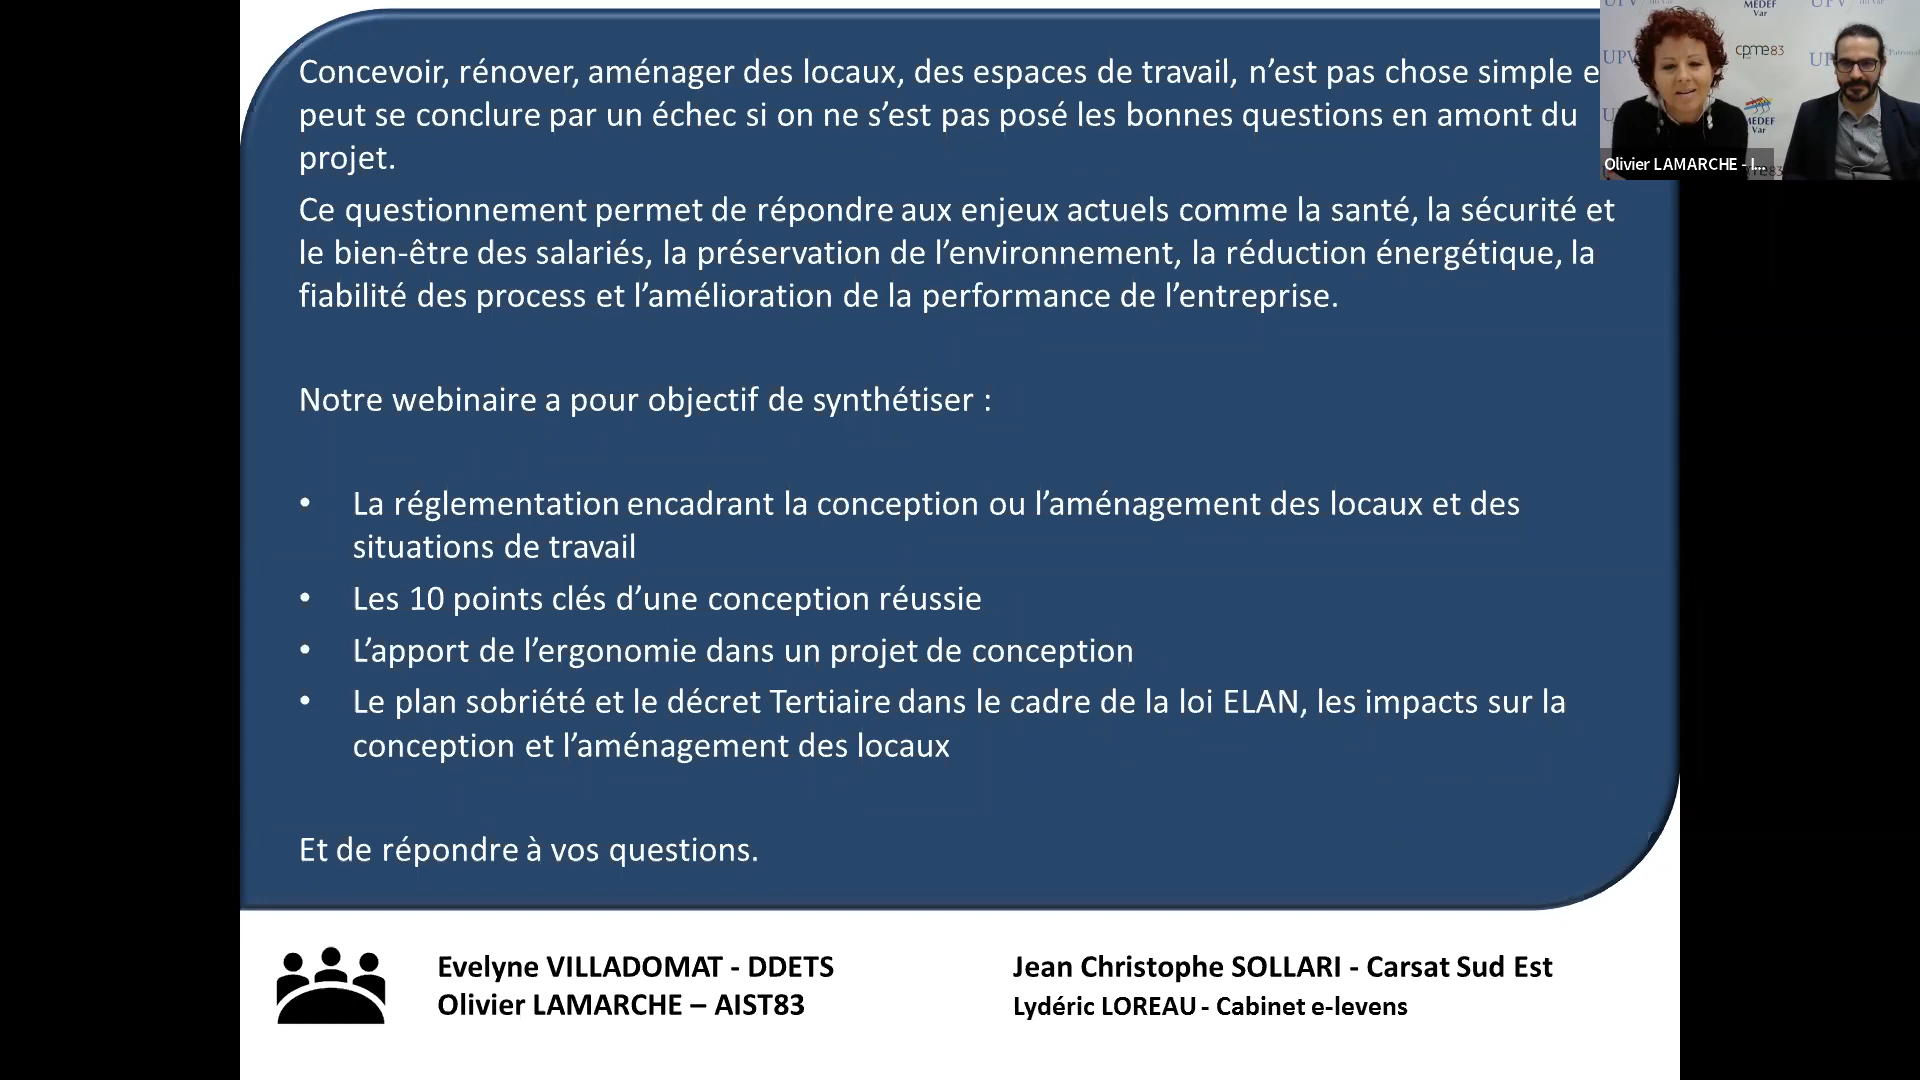 Concevoir, rénover, aménager des locaux, des espaces de travail, n’est pas chose simple e
peut se conclure par un échec si on ne s’est pas posé les bonnes questions en amont du
projet.
Ce questionnement permet de répondre aux enjeux actuels comme la santé, la sécurité et
le bien-être des salariés, la préservation de l’environnement, la réduction énergétique, la
fiabilité des process et l’amélioration de la performance de l’entreprise.
Notre webinaire a pour objectif de synthétiser :
• La réglementation encadrant la conception ou l’aménagement des locaux et des
situations de travail
• Les 10 points clés d’une conception réussie
• L’apport de l’ergonomie dans un projet de conception
• Le plan sobriété et le décret Tertiaire dans le cadre de la loi ELAN, les impacts sur la
conception et l’aménagement des locaux
Et de répondre à vos questions.
Evelyne VILLADOMAT - DDETS
Olivier LAMARCHE – AIST83
Jean Christophe SOLLARI - Carsat Sud Est
Lydéric LOREAU - Cabinet e-levens
UPV
MEDEF
Var
UPV
UPV
cpme83
MEDEF
Var
Olivier LAMARCHE - I...